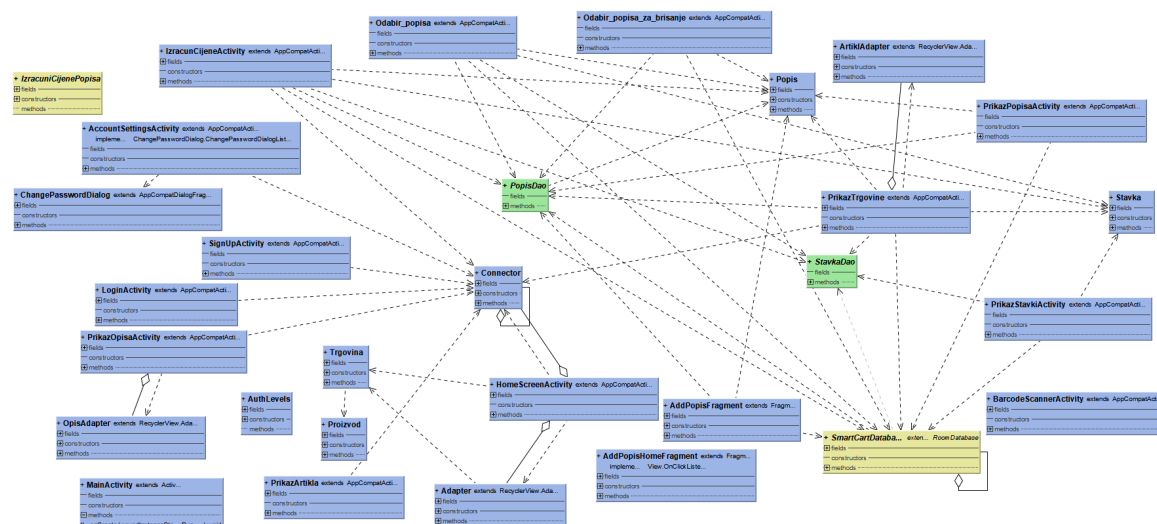 + Odabir_popisa extends AppCompatActi...
fields
constructors
methods
+ Odabir_popisa_za_brisanje extends AppCompatActi...
fields
constructors
methods
+ IzracunCijeneActivity extends AppCompatActi...
fields
constructors
methods
+ ArtiklAdapter extends RecyclerView.Ada...
fields
constructors
methods
+ IzracuniCijenePopisa
fields
constructors
methods
+ Popis
fields
constructors
methods
+ PrikazPopisaActivity extends AppCompatActi...
fields
constructors
methods
+ AccountSettingsActivity extends AppCompatActi...
impleme... ChangePasswordDialog.ChangePasswordDialogList...
fields
constructors
methods
+ ChangePasswordDialog extends AppCompatDialogFrag...
fields
constructors
methods
+ PopisDao
fields
methods
+ PrikazTrgovine extends AppCompatActi...
fields
constructors
methods
+ Stavka
fields
constructors
methods
+ SignUpActivity extends AppCompatActi...
fields
constructors
methods
+ StavkaDao
fields
methods
+ Connector
fields
constructors
methods
+ LoginActivity extends AppCompatActi...
fields
constructors
methods
+ PrikazStavkiActivity extends AppCompatActi...
fields
constructors
methods
+ PrikazOpisaActivity extends AppCompatActi...
fields
constructors
methods
+ Trgovina
fields
constructors
methods
+ HomeScreenActivity extends AppCompatActi...
fields
constructors
methods
+ AuthLevels
fields
constructors
methods
+ AddPopisFragment extends Fragm...
fields
constructors
methods
+ BarcodeScannerActivity extends AppCompatActi
fields
constructors
methods
+ OpisAdapter extends RecyclerView.Ada...
fields
constructors
methods
+ Proizvod
fields
constructors
methods
+ SmartCartDataba... exten... RoomDatabase
fields
constructors
methods
+ AddPopisHomeFragment extends Fragm...
impleme... View.OnClickListe...
fields
constructors
methods
+ MainActivity extends Activ...
fields
constructors
methods
+ PrikazArtikla extends AppCompatActi...
fields
constructors
methods
+ Adapter extends RecyclerView.Ada...
fields
constructors
methods